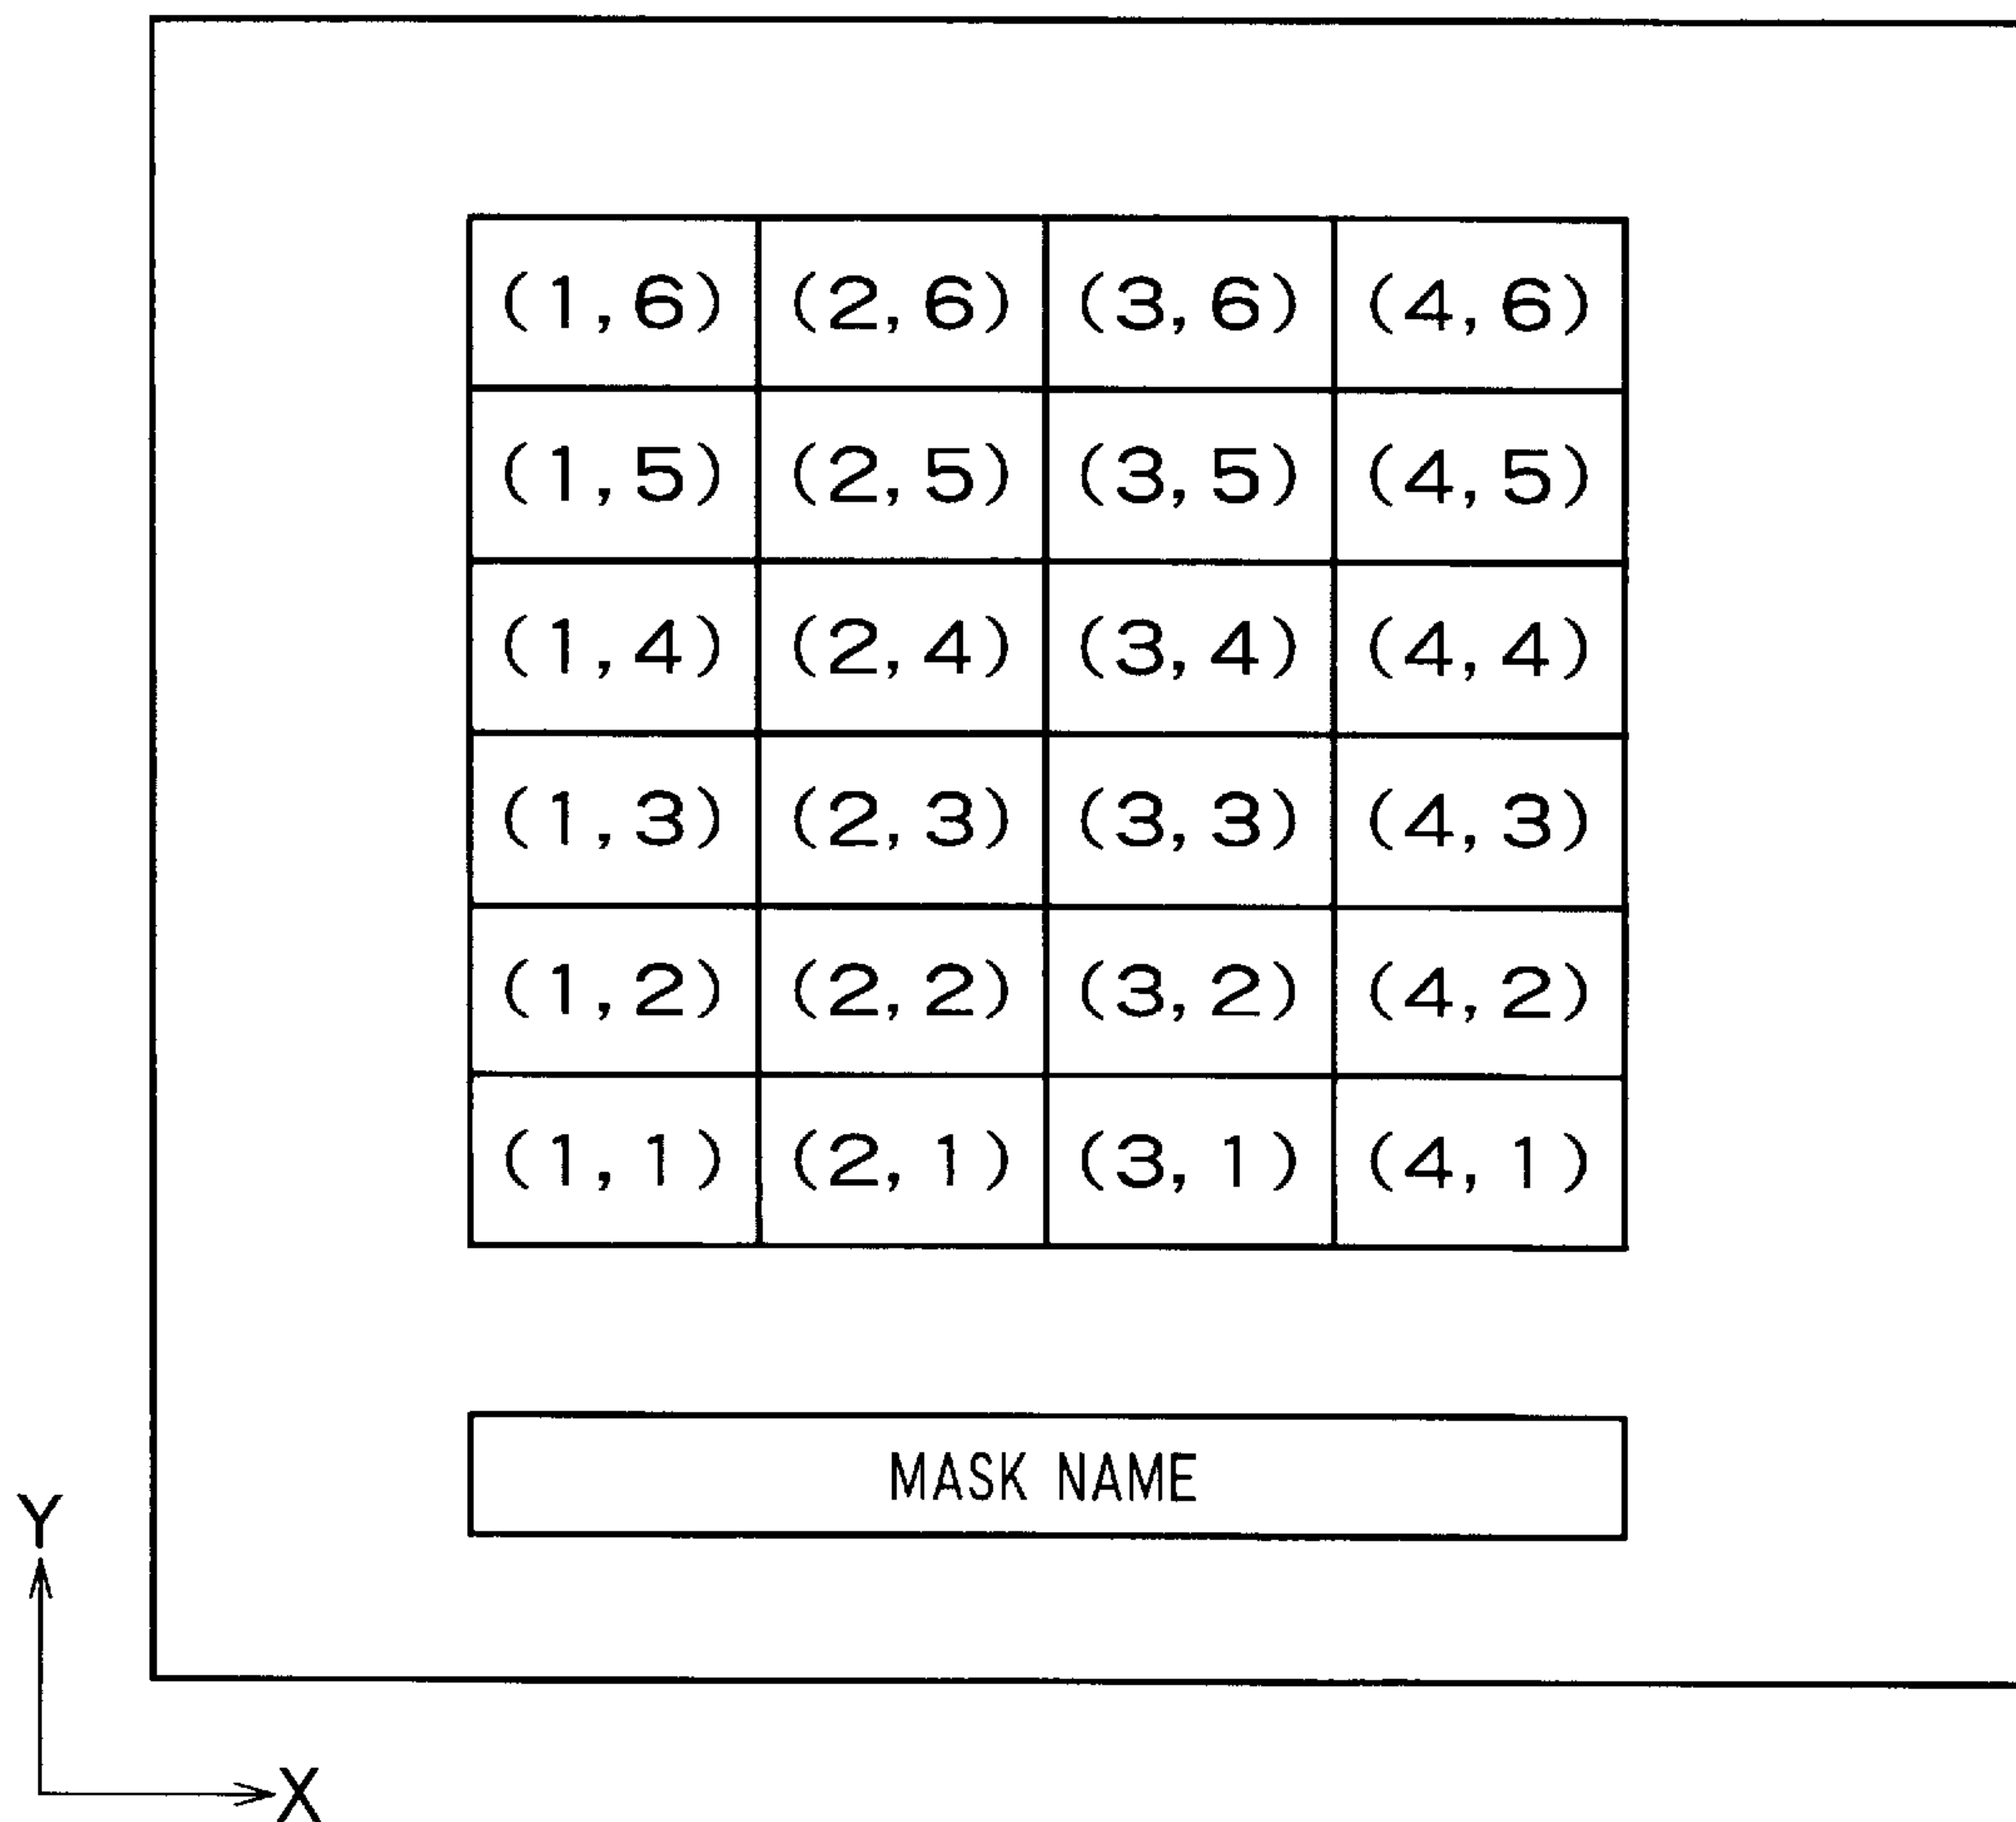 (1,6) (2,6) (3,6) (4,6)
(1,5) (2,5) (3,5) (4,5)
(1,4) (2,4) (3,4) (4,4)
(1,3) (2,3) (3,3) (4,3)
(1,2) (2,2) (3,2) (4,2)
(1,1) (2,1) (3,1) (4,1)
MASK NAME
Y
X